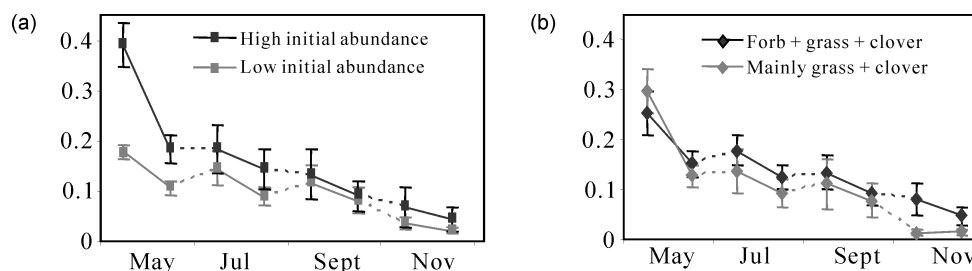 (a)
0.4
0.3
0.2
0.1
0
High initial abundance
Low initial abundance
May Jul Sept Nov
(b)
0.4
0.3
0.2
0.1
0
Forb + grass + clover
Mainly grass + clover
May Jul Sept Nov